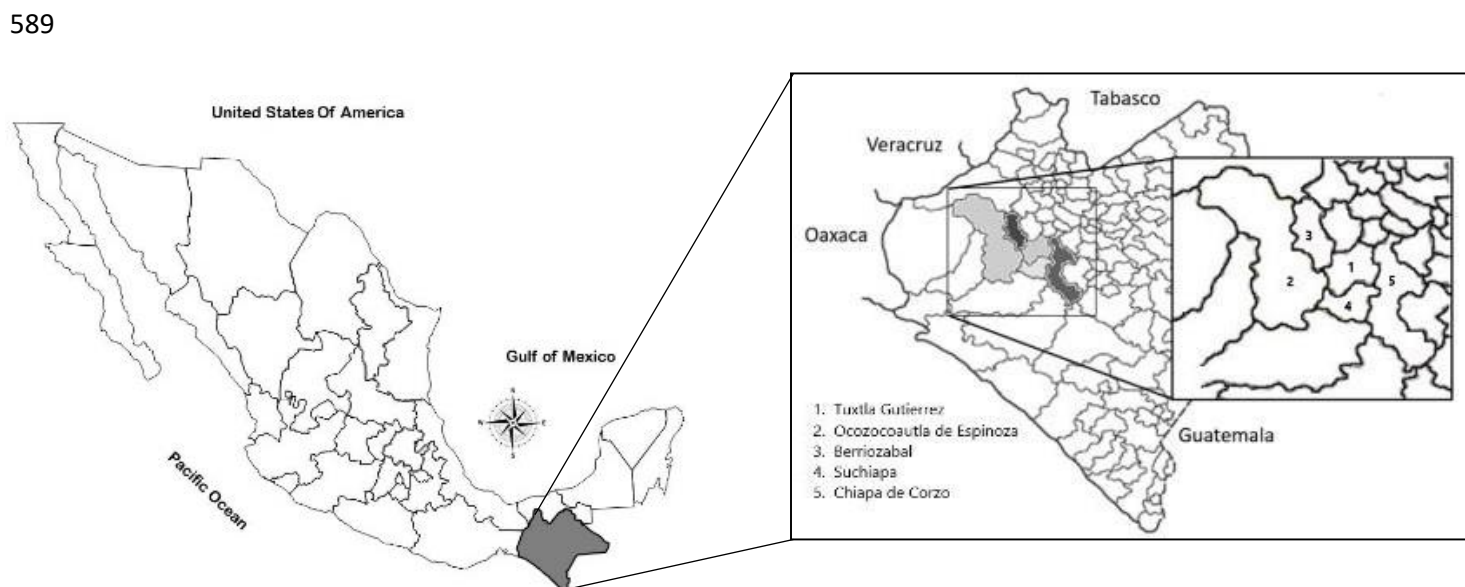 589
United States Of America
Gulf of Mexico
Pacific Ocean
N
S
E
Tabasco
Veracruz
Oaxaca
Guatemala
3
2
1
4
5
1. Tuxtla Gutierrez
2. Ocozocoautla de Espinoza
3. Berriozabal
4. Suchiapa
5. Chiapa de Corzo